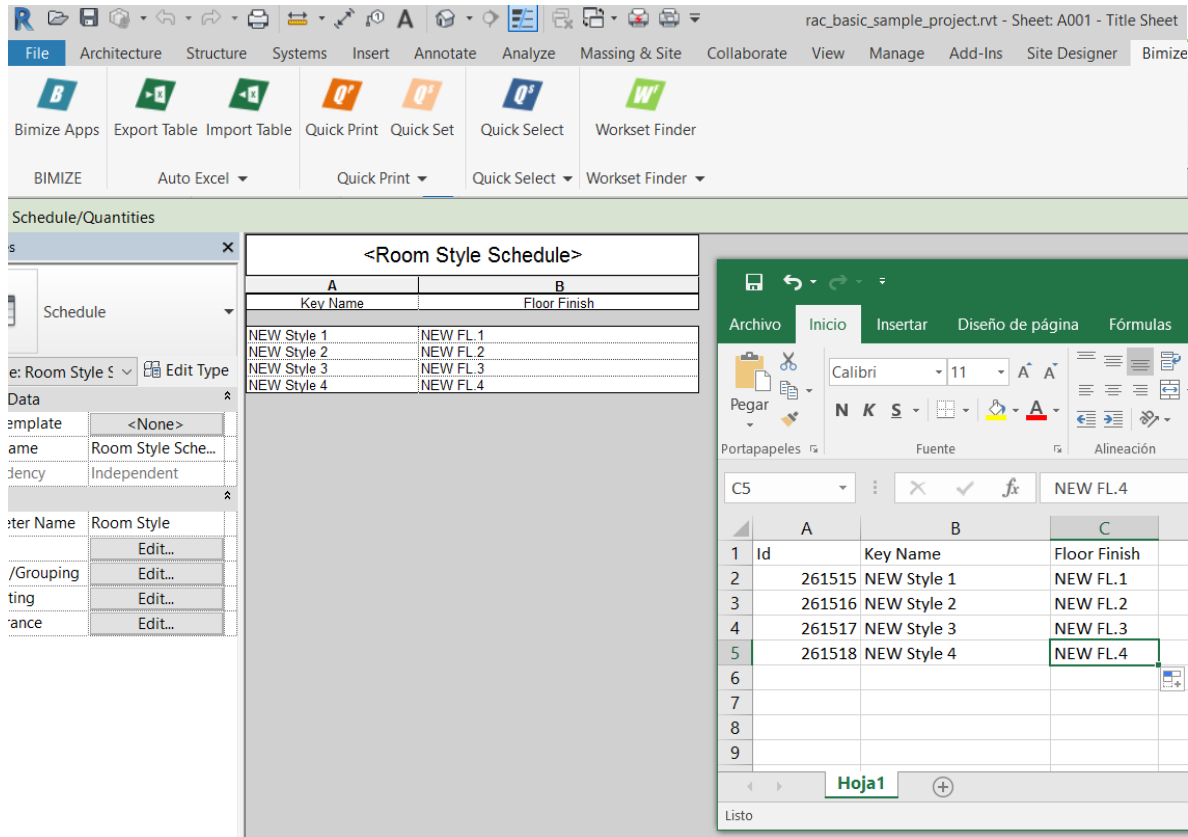 rac_basic_sample_project.rvt - Sheet: A001 - Title Sheet
File Architecture Structure Systems Insert Annotate Analyze Massing & Site Collaborate View Manage Add-Ins Site Designer Bimize
Bimize Apps Export Table Import Table Quick Print Quick Set Quick Select Workset Finder
BIMIZE Auto Excel Quick Print Quick Select Workset Finder
Schedule/Quantities
Schedule
e: Room Style S Edit Type
Data
emplate <None>
ame Room Style Sche...
dency Independent
eter Name Room Style
Edit...
/Grouping Edit...
ting Edit...
rance Edit...
<Room Style Schedule>
A B
Key Name Floor Finish
NEW Style 1 NEW FL.1
NEW Style 2 NEW FL.2
NEW Style 3 NEW FL.3
NEW Style 4 NEW FL.4
Archivo Inicio Insertar Diseño de página Fórmulas
Pegar
Calibri 11
N K S
Portapapeles Fuente Alineación
C5 fx NEW FL.4
A B C
1 Id Key Name Floor Finish
2 261515 NEW Style 1 NEW FL.1
3 261516 NEW Style 2 NEW FL.2
4 261517 NEW Style 3 NEW FL.3
5 261518 NEW Style 4 NEW FL.4
6
7
8
9
Hoja1
Listo